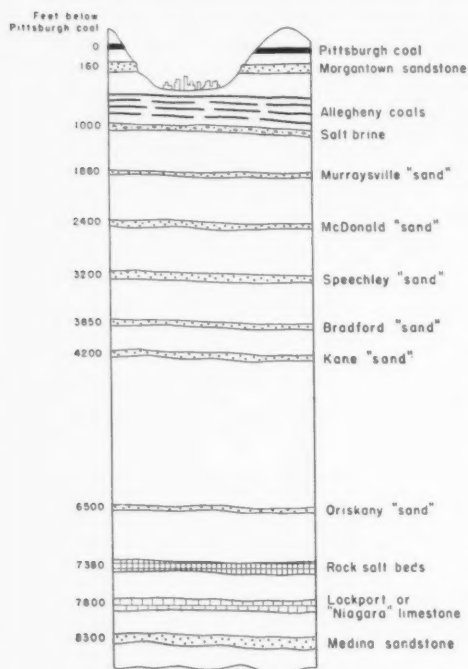 Feet below
Pittsburgh coal
0
Pittsburgh coal
150
Morgantown sandstone
Allegheny coals
1000
Salt brine
1880
Murraysville "sand"
2400
McDonald "sand"
3200
Speechley "sand"
3850
Bradford "sand"
4200
Kane "sand"
6500
Oriskany "sand"
7380
Rock salt beds
7800
Lockport or
"Niagara" limestone
8300
Medina sandstone